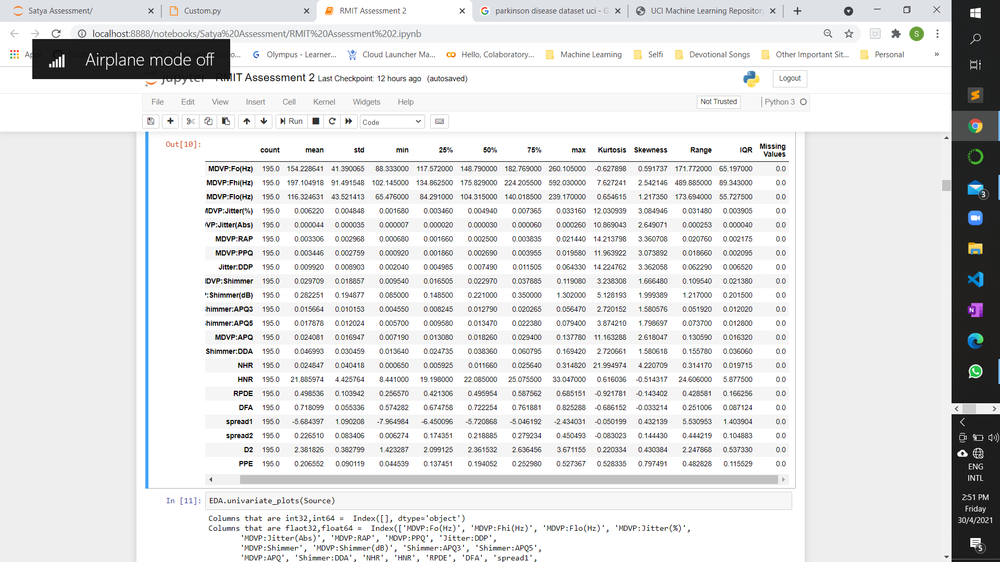 Satya Assessment/
Custom.py
RMIT Assessment 2
parkinson disease dataset uci - G
UCI Machine Learning Repository
localhost:8888/notebooks/Satya%20Assessment/RMIT%20Assessment%202.ipynb
S
Airplane mode off
Olympus - Learner...
Cloud Launcher Ma...
Hello, Colaboratory...
Machine Learning
Selfi
Devotional Songs
Other Important Sit...
Personal
»
jupyter RMIT Assessment 2 Last Checkpoint: 12 hours ago (autosaved)
Logout
File Edit View Insert Cell Kernel Widgets Help
Not Trusted
Python 3
Run
Code
Out[10]:
count mean std min 25% 50% 75% max Kurtosis Skewness Range IQR Missing Values
MDVP:Fo(Hz) 195.0 154.228641 41.390065 88.333000 117.572000 148.790000 182.769000 260.105000 -0.627898 0.591737 171.772000 65.197000 0.0
MDVP:Fhi(Hz) 195.0 197.104918 91.491548 102.145000 134.862500 175.829000 224.205500 592.030000 7.627241 2.542146 489.885000 89.343000 0.0
MDVP:Flo(Hz) 195.0 116.324631 43.521413 65.476000 84.291000 104.315000 140.018500 239.170000 0.654615 1.217350 173.694000 55.727500 0.0
MDVP:Jitter(%) 195.0 0.006220 0.004848 0.001680 0.003460 0.004940 0.007365 0.033160 12.030939 3.084946 0.031480 0.003905 0.0
VP:Jitter(Abs) 195.0 0.000044 0.000035 0.000007 0.000020 0.000030 0.000060 0.000260 10.869043 2.649071 0.000253 0.000040 0.0
MDVP:RAP 195.0 0.003306 0.002968 0.000680 0.001660 0.002500 0.003835 0.021440 14.213798 3.360708 0.020760 0.002175 0.0
MDVP:PPQ 195.0 0.003446 0.002759 0.000920 0.001860 0.002690 0.003955 0.019580 11.963922 3.073892 0.018660 0.002095 0.0
Jitter:DDP 195.0 0.009920 0.008903 0.002040 0.004985 0.007490 0.011505 0.064330 14.224762 3.362058 0.062290 0.006520 0.0
DVP:Shimmer 195.0 0.029709 0.018857 0.009540 0.016505 0.022970 0.037885 0.119080 3.238308 1.666480 0.109540 0.021380 0.0
:Shimmer(dB) 195.0 0.282251 0.194877 0.085000 0.148500 0.221000 0.350000 1.302000 5.128193 1.999389 1.217000 0.201500 0.0
Shimmer:APQ3 195.0 0.015664 0.010153 0.004550 0.008245 0.012790 0.020265 0.056470 2.720152 1.580576 0.051920 0.012020 0.0
Shimmer:APQ5 195.0 0.017878 0.012024 0.005700 0.009580 0.013470 0.022380 0.079400 3.874210 1.798697 0.073700 0.012800 0.0
MDVP:APQ 195.0 0.024081 0.016947 0.007190 0.013080 0.018260 0.029400 0.137780 11.163288 2.618047 0.130590 0.016320 0.0
Shimmer:DDA 195.0 0.046993 0.030459 0.013640 0.024735 0.038360 0.060795 0.169420 2.720661 1.580618 0.155780 0.036060 0.0
NHR 195.0 0.024847 0.040418 0.000650 0.005925 0.011660 0.025640 0.314820 21.994974 4.220709 0.314170 0.019715 0.0
HNR 195.0 21.885974 4.425764 8.441000 19.198000 22.085000 25.075500 33.047000 0.616036 -0.514317 24.606000 5.877500 0.0
RPDE 195.0 0.498536 0.103942 0.256570 0.421306 0.495954 0.587562 0.685151 -0.921781 -0.143402 0.428581 0.166256 0.0
DFA 195.0 0.718099 0.055336 0.574282 0.674758 0.722254 0.761881 0.825288 -0.686152 -0.033214 0.251006 0.087124 0.0
spread1 195.0 -5.684397 1.090208 -7.964984 -6.450096 -5.720868 -5.046192 -2.434031 -0.050199 0.432139 5.530953 1.403904 0.0
spread2 195.0 0.226510 0.083406 0.006274 0.174351 0.218885 0.279234 0.450493 -0.083023 0.144430 0.444219 0.104883 0.0
D2 195.0 2.381826 0.382799 1.423287 2.099125 2.361532 2.636456 3.671155 0.220334 0.430384 2.247868 0.537330 0.0
PPE 195.0 0.206552 0.090119 0.044539 0.137451 0.194052 0.252980 0.527367 0.528335 0.797491 0.482828 0.115529 0.0
In [11]: EDA.univariate_plots(Source)
Columns that are int32,int64 = Index([], dtype='object')
Columns that are flaot32,float64 = Index(['MDVP:Fo(Hz)', 'MDVP:Fhi(Hz)', 'MDVP:Flo(Hz)', 'MDVP:Jitter(%)',
'MDVP:Jitter(Abs)', 'MDVP:RAP', 'MDVP:PPQ', 'Jitter:DDP',
'MDVP:Shimmer', 'MDVP:Shimmer(dB)', 'Shimmer:APQ3', 'Shimmer:APQ5',
'MDVP:APQ', 'Shimmer:DDA', 'NHR', 'HNR', 'RPDE', 'DFA', 'spread1',
3
ENG
INTL
2:51 PM
Friday
30/4/2021
5